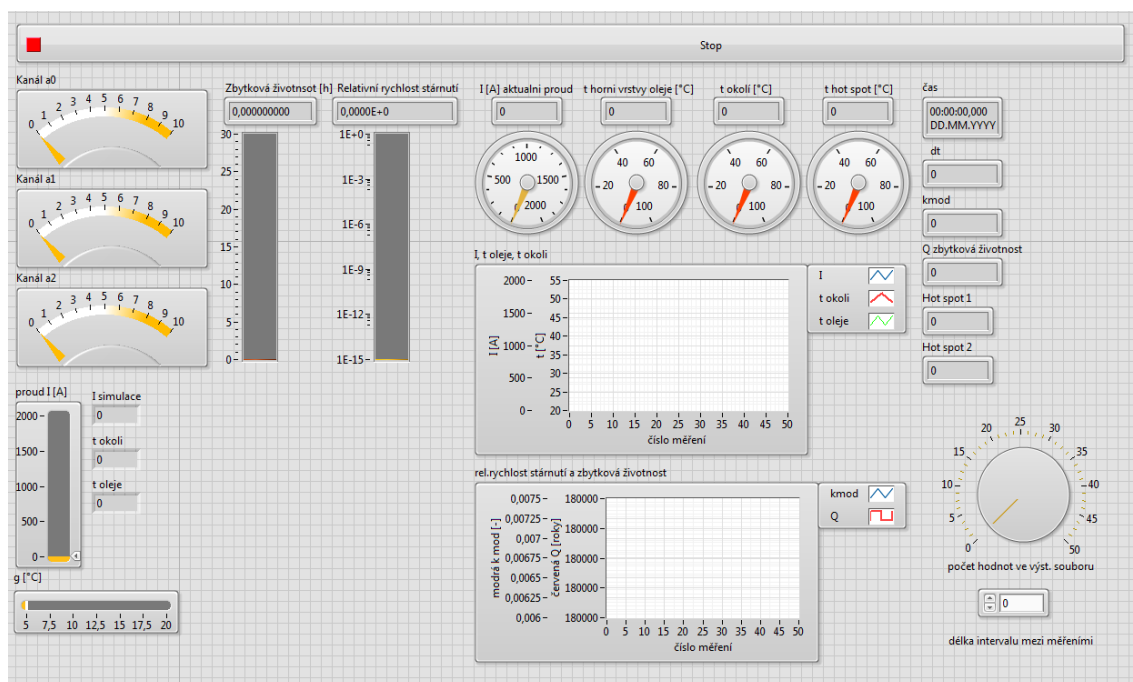 Stop
Kanál a0
0 1 2 3 4 5 6 7 8 9 10
Kanál a1
0 1 2 3 4 5 6 7 8 9 10
Kanál a2
0 1 2 3 4 5 6 7 8 9 10
Zbytková životnsot [h]
0,000000000
30
25
20
15
10
5
0
Relativní rychlost stárnutí
0,0000E+0
1E+0
1E-3
1E-6
1E-9
1E-12
1E-15
I [A] aktualni proud
0
0 500 1000 1500 2000
t horni vrstvy oleje [°C]
0
0 20 40 60 80 100
t okolí [°C]
0
0 20 40 60 80 100
t hot spot [°C]
0
0 20 40 60 80 100
čas
00:00:00,000
DD.MM.YYYY
dt
0
kmod
0
Q zbytková životnost
0
Hot spot 1
0
Hot spot 2
0
proud I [A]
2000
1500
1000
500
0
I simulace
0
t okoli
0
t oleje
0
g [°C]
5 7,5 10 12,5 15 17,5 20
I, t oleje, t okoli
I [A]
2000
1500
1000
500
0
t [°C]
55
50
45
40
35
30
25
20
0 5 10 15 20 25 30 35 40 45 50
číslo měření
I
t okoli
t oleje
rel.rychlost stárnutí a zbytková životnost
modrá k mod [-]
0,0075
0,00725
0,007
0,00675
0,0065
0,00625
0,006
červená Q [roky]
180000
180000
180000
180000
180000
0 5 10 15 20 25 30 35 40 45 50
číslo měření
kmod
Q
0 5 10 15 20 25 30 35 40 45 50
počet hodnot ve výst. souboru
0
délka intervalu mezi měřeními